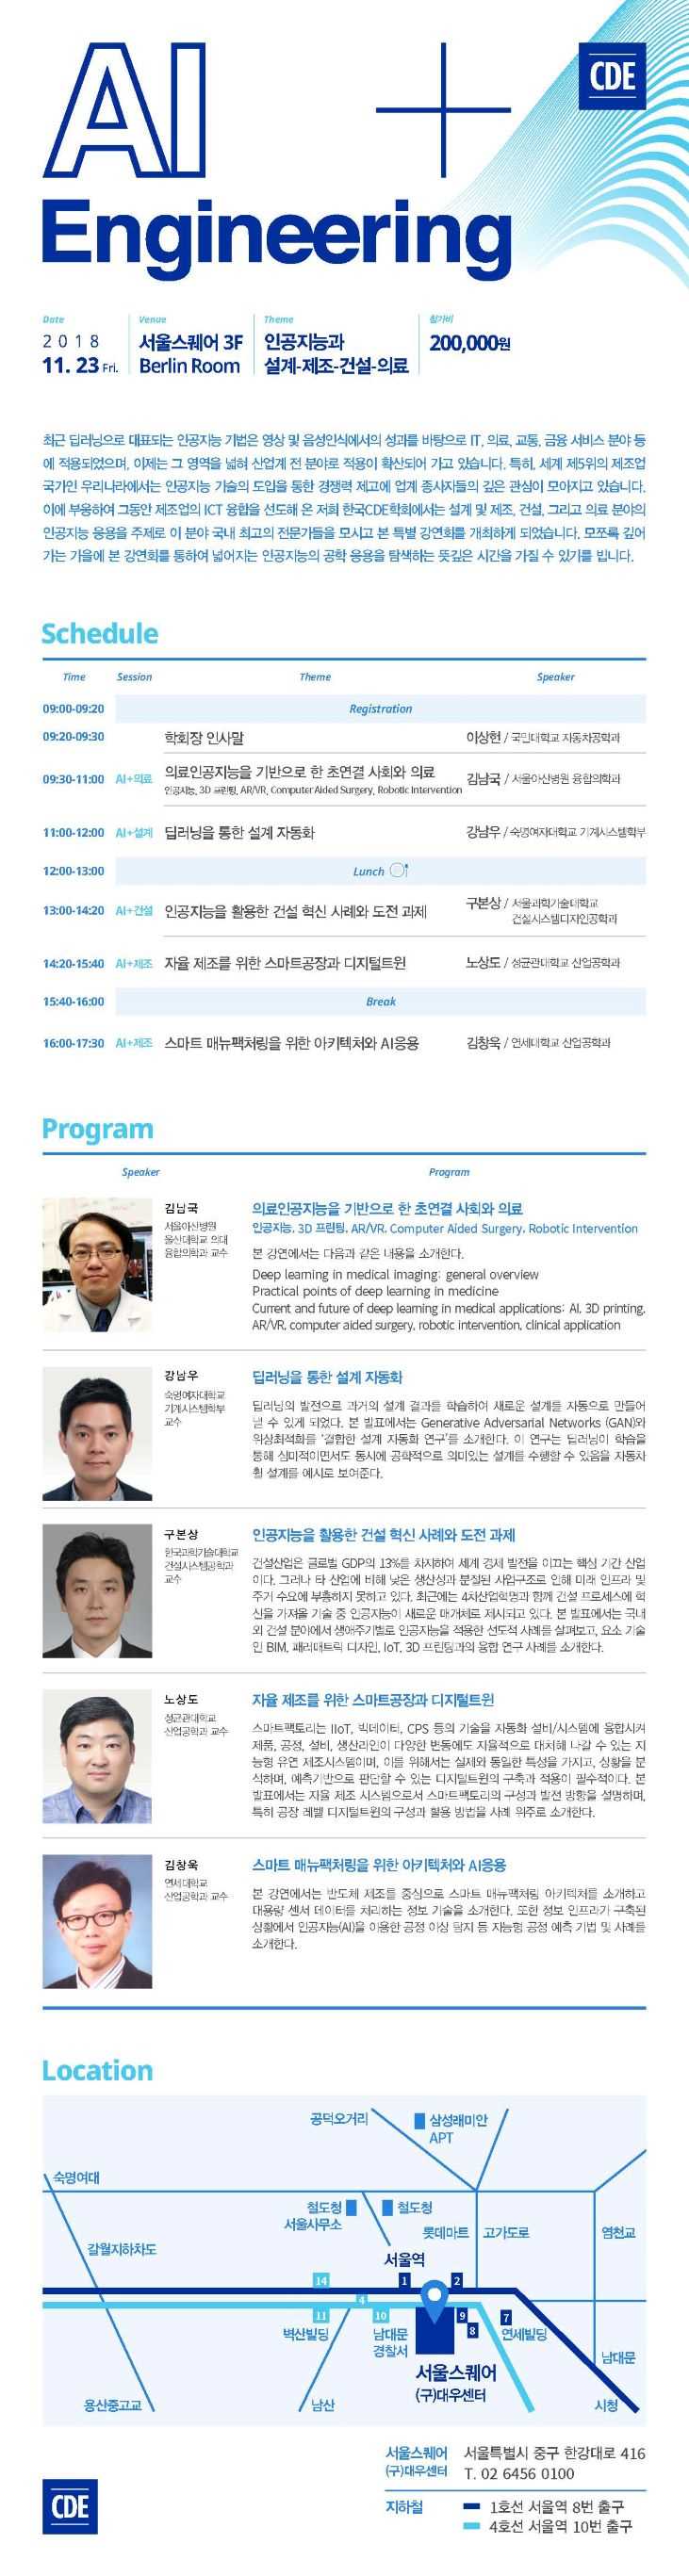 AI +
CDE
Engineering
Date
2018
11. 23 Fri.
Venue
서울스퀘어 3F
Berlin Room
Theme
인공지능과
설계-제조-건설-의료
참가비
200,000원
최근 딥러닝으로 대표되는 인공지능 기법은 영상 및 음성인식에서의 성과를 바탕으로 IT, 의료, 교통, 금융 서비스 분야 등
에 적용되었으며, 이제는 그 영역을 넓혀 산업계 전 분야로 적용이 확산되어 가고 있습니다. 특히, 세계 제5위의 제조업
국가인 우리나라에서는 인공지능 기술의 도입을 통한 경쟁력 제고에 업계 종사자들의 깊은 관심이 모아지고 있습니다.
이에 부응하여 그동안 제조업의 ICT 융합을 선도해 온 저희 한국CDE학회에서는 설계 및 제조, 건설, 그리고 의료 분야의
인공지능 응용을 주제로 이 분야 국내 최고의 전문가들을 모시고 본 특별 강연회를 개최하게 되었습니다. 모쪼록 깊어
가는 가을에 본 강연회를 통하여 넓어지는 인공지능의 공학 응용을 탐색하는 뜻깊은 시간을 가질 수 있기를 빕니다.
Schedule
Time Session Theme Speaker
09:00-09:20 Registration
09:20-09:30 학회장 인사말 이상헌 / 국민대학교 자동차공학과
09:30-11:00 AI+의료 의료인공지능을 기반으로 한 초연결 사회와 의료 김남국 / 서울아산병원 융합의학과
인공지능, 3D 프린팅, AR/VR, Computer Aided Surgery, Robotic Intervention
11:00-12:00 AI+설계 딥러닝을 통한 설계 자동화 강남우 / 숙명여자대학교 기계시스템학부
12:00-13:00 Lunch
13:00-14:20 AI+건설 인공지능을 활용한 건설 혁신 사례와 도전 과제 구본상 / 서울과학기술대학교
건설시스템디자인공학과
14:20-15:40 AI+제조 자율 제조를 위한 스마트공장과 디지털트윈 노상도 / 성균관대학교 산업공학과
15:40-16:00 Break
16:00-17:30 AI+제조 스마트 매뉴팩처링을 위한 아키텍처와 AI응용 김창욱 / 연세대학교 산업공학과
Program
Speaker Program
김남국
서울아산병원
울산대학교 의대
융합의학과 교수
의료인공지능을 기반으로 한 초연결 사회와 의료
인공지능, 3D 프린팅, AR/VR, Computer Aided Surgery, Robotic Intervention
본 강연에서는 다음과 같은 내용을 소개한다.
Deep learning in medical imaging: general overview
Practical points of deep learning in medicine
Current and future of deep learning in medical applications: AI, 3D printing,
AR/VR, computer aided surgery, robotic intervention, clinical application
강남우
숙명여자대학교
기계시스템학부
교수
딥러닝을 통한 설계 자동화
딥러닝의 발전으로 과거의 설계 결과를 학습하여 새로운 설계를 자동으로 만들어
낼 수 있게 되었다. 본 발표에서는 Generative Adversarial Networks (GAN)와
위상최적화를 '결합한 설계 자동화 연구'를 소개한다. 이 연구는 딥러닝이 학습을
통해 심미적이면서도 동시에 공학적으로 의미있는 설계를 수행할 수 있음을 자동차
휠 설계를 예시로 보여준다.
구본상
한국과학기술대학교
건설시스템공학과
교수
인공지능을 활용한 건설 혁신 사례와 도전 과제
건설산업은 글로벌 GDP의 13%를 차지하여 세계 경제 발전을 이끄는 핵심 기간 산업
이다. 그러나 타 산업에 비해 낮은 생산성과 분절된 사업구조로 인해 미래 인프라 및
주거 수요에 부흥하지 못하고 있다. 최근에는 4차산업혁명과 함께 건설 프로세스에 혁
신을 가져올 기술 중 인공지능이 새로운 매개체로 제시되고 있다. 본 발표에서는 국내
외 건설 분야에서 생애주기별로 인공지능을 적용한 선도적 사례를 살펴보고, 요소 기술
인 BIM, 패러매트릭 디자인, IoT, 3D 프린팅과의 융합 연구 사례를 소개한다.
노상도
성균관대학교
산업공학과 교수
자율 제조를 위한 스마트공장과 디지털트윈
스마트팩토리는 IIoT, 빅데이터, CPS 등의 기술을 자동화 설비/시스템에 융합시켜
제품, 공정, 설비, 생산라인이 다양한 변동에도 자율적으로 대처해 나갈 수 있는 지
능형 유연 제조시스템이며, 이를 위해서는 실제와 동일한 특성을 가지고, 상황을 분
석하며, 예측기반으로 판단할 수 있는 디지털트윈의 구축과 적용이 필수적이다. 본
발표에서는 자율 제조 시스템으로서 스마트팩토리의 구성과 발전 방향을 설명하며,
특히 공장 레벨 디지털트윈의 구성과 활용 방법을 사례 위주로 소개한다.
김창욱
연세대학교
산업공학과 교수
스마트 매뉴팩처링을 위한 아키텍처와 AI응용
본 강연에서는 반도체 제조를 중심으로 스마트 매뉴팩처링 아키텍처를 소개하고
대용량 센서 데이터를 처리하는 정보 기술을 소개한다. 또한 정보 인프라가 구축된
상황에서 인공지능(AI)을 이용한 공정 이상 탐지 등 지능형 공정 예측 기법 및 사례를
소개한다.
Location
공덕오거리
삼성래미안
APT
숙명여대
철도청
서울사무소
철도청
롯데마트
고가도로
염천교
갈월지하차도
서울역
14
1
2
4
11
10
9
8
7
벽산빌딩
남대문
경찰서
연세빌딩
남대문
서울스퀘어
(구)대우센터
용산중고교
남산
시청
서울스퀘어 서울특별시 중구 한강대로 416
(구)대우센터 T. 02 6456 0100
지하철 1호선 서울역 8번 출구
4호선 서울역 10번 출구
CDE